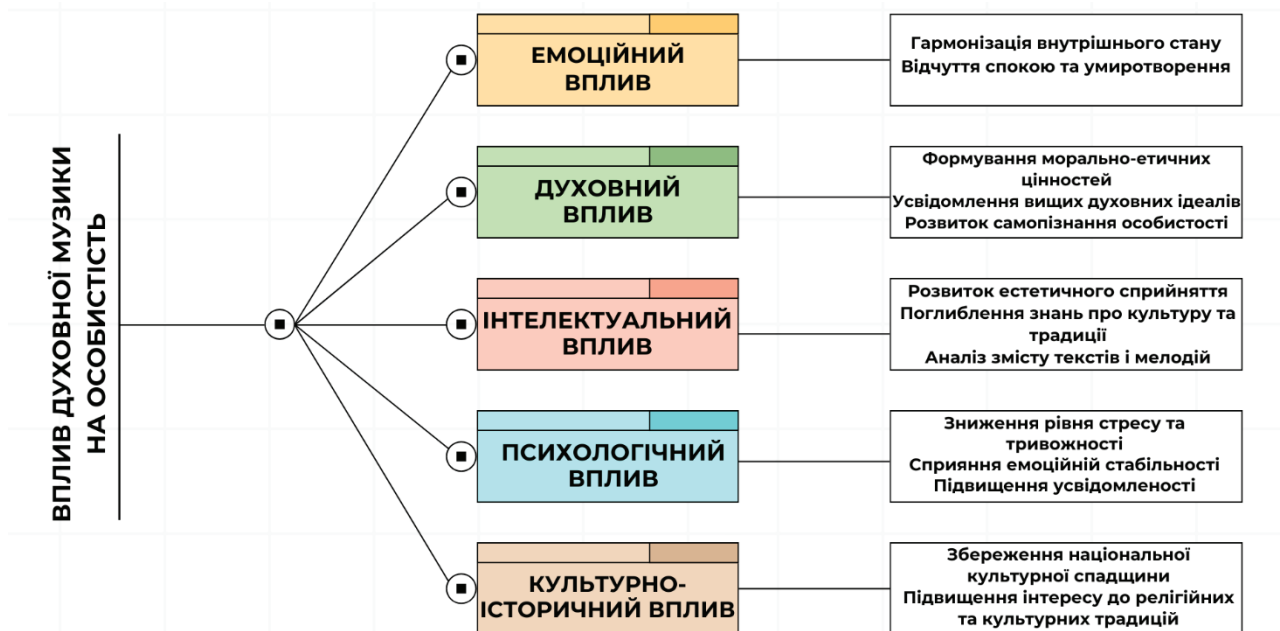 ВПЛИВ ДУХОВНОЇ МУЗИКИ
НА ОСОБИСТІСТЬ
ЕМОЦІЙНИЙ
ВПЛИВ
Гармонізація внутрішнього стану
Відчуття спокою та умиротворення
ДУХОВНИЙ
ВПЛИВ
Формування морально-етичних
цінностей
Усвідомлення вищих духовних ідеалів
Розвиток самопізнання особистості
ІНТЕЛЕКТУАЛЬНИЙ
ВПЛИВ
Розвиток естетичного сприйняття
Поглиблення знань про культуру та
традиції
Аналіз змісту текстів і мелодій
ПСИХОЛОГІЧНИЙ
ВПЛИВ
Зниження рівня стресу та
тривожності
Сприяння емоційній стабільності
Підвищення усвідомленості
КУЛЬТУРНО-
ІСТОРИЧНИЙ ВПЛИВ
Збереження національної
культурної спадщини
Підвищення інтересу до релігійних
та культурних традицій